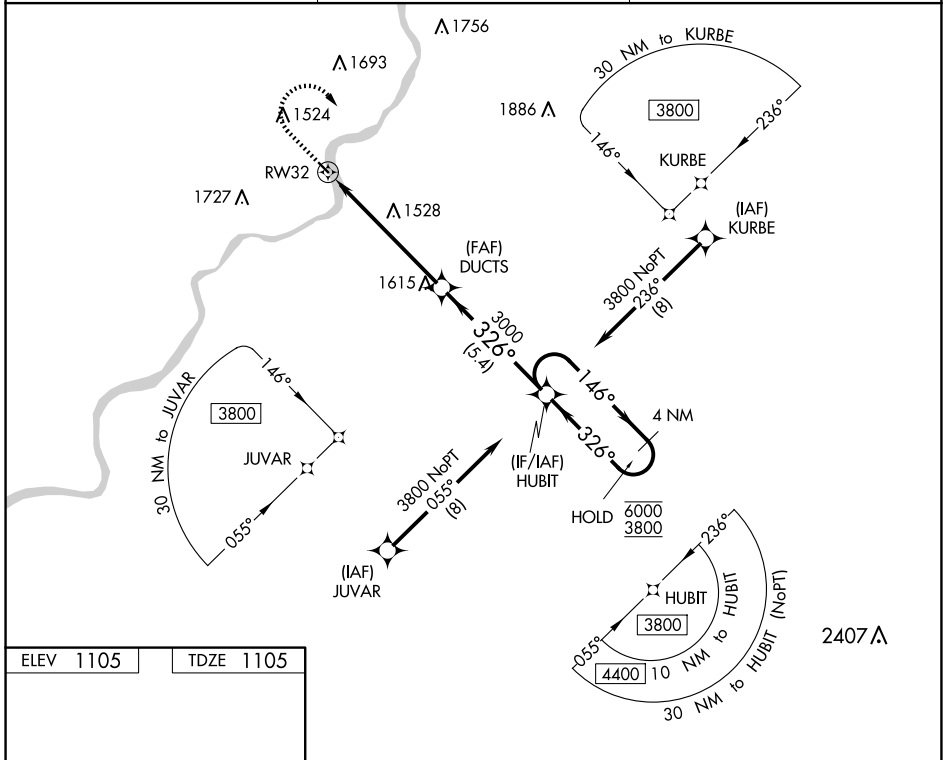 1756
1693
1524
RW32
1727
1528
1886
30 NM to KURBE
3800
146°
236°
KURBE
(IAF)
KURBE
3800 NoPT
236°
(8)
(FAF)
DUCTS
1615
3000
326°
(5.4)
146°
326°
4 NM
(IF/IAF)
HUBIT
HOLD
6000
3800
30 NM to JUVAR
146°
3800
JUVAR
055°
3800 NoPT
055°
(8)
(IAF)
JUVAR
236°
HUBIT
3800
055°
4400
10 NM to HUBIT
30 NM to HUBIT (NoPT)
2407
ELEV 1105
TDZE 1105